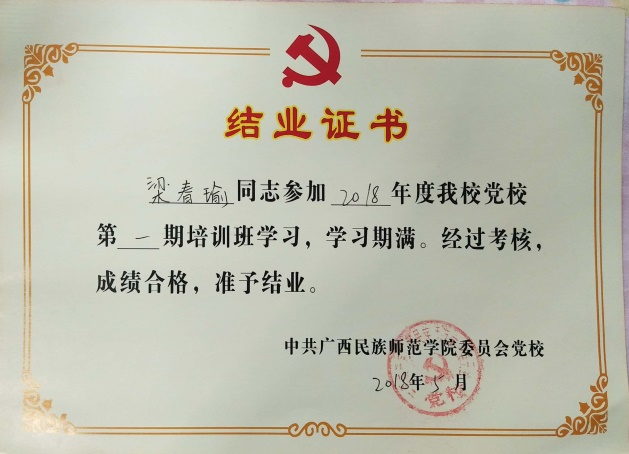 结业证书
梁春瑜同志参加2018年度我校党校
第一期培训班学习，学习期满。经过考核，
成绩合格，准予结业。
中共广西民族师范学院委员会党校
2018年5月
党校